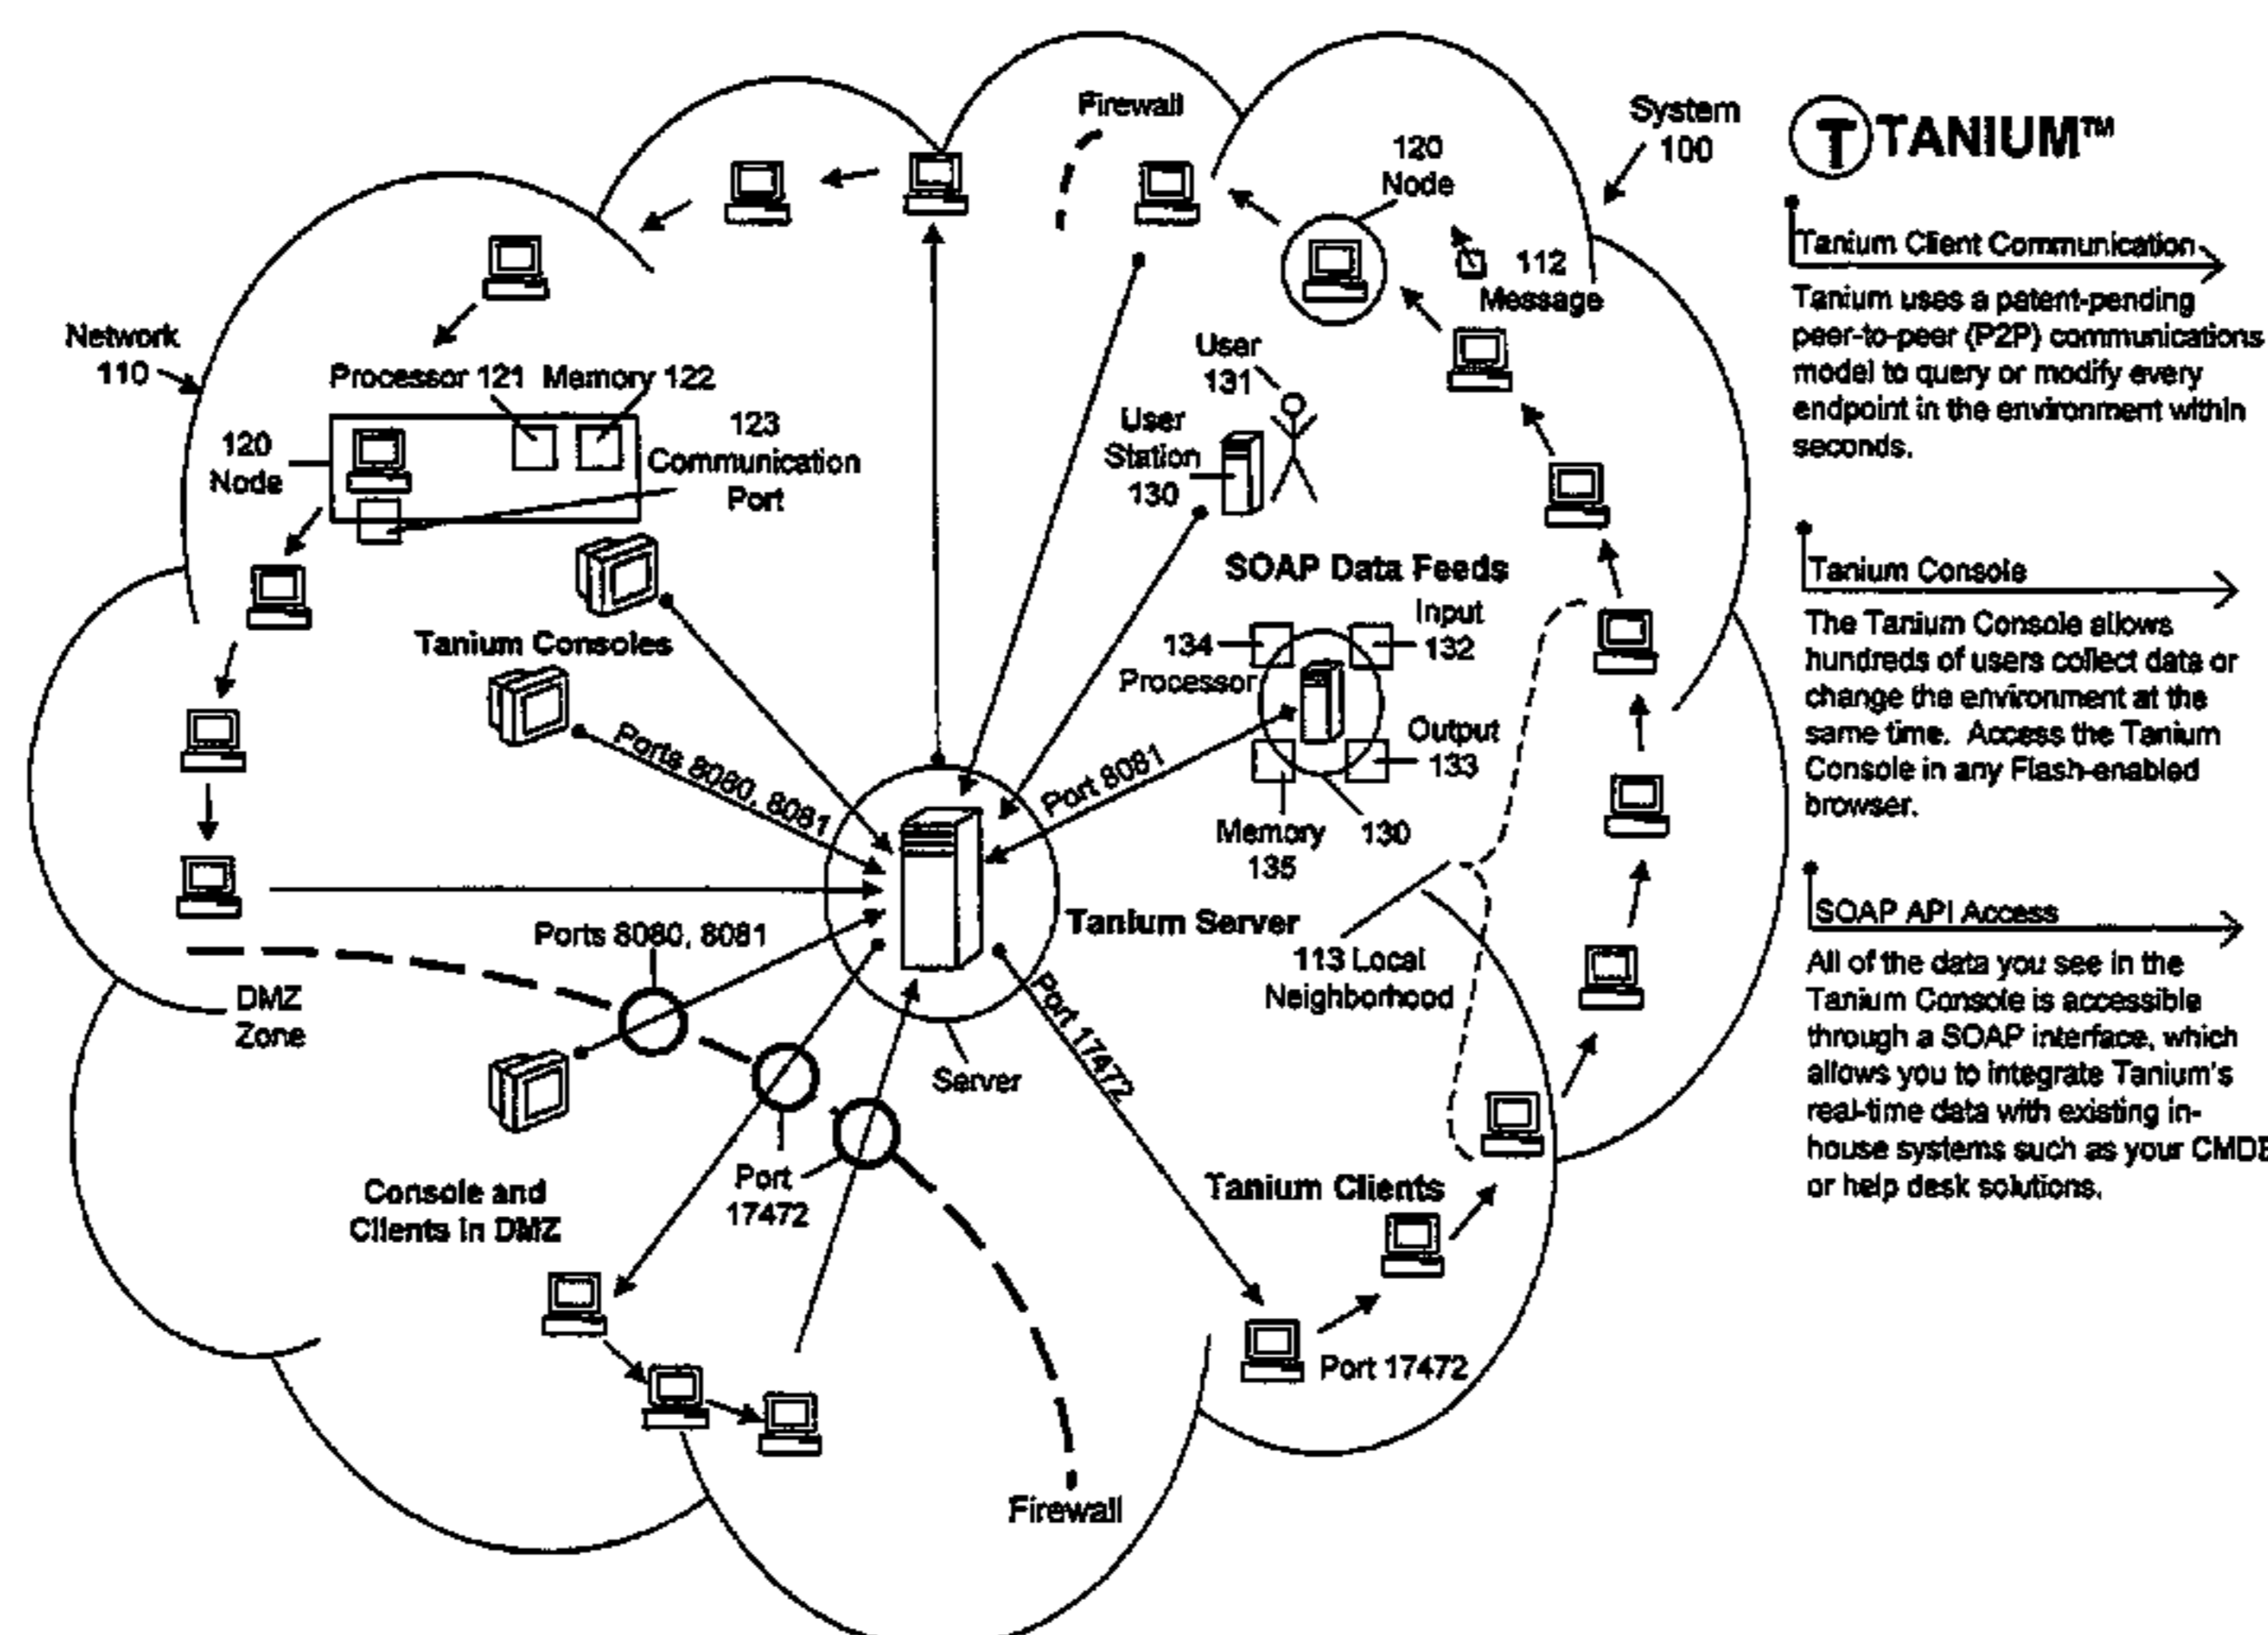 Firewall
System
100
TANIUM™
120
Node
Tanium Client Communication
112
Message
Tanium uses a patent-pending
peer-to-peer (P2P) communications
model to query or modify every
endpoint in the environment within
seconds.
Network
110
Processor 121 Memory 122
User
131
120
Node
123
Communication
Port
User
Station
130
SOAP Data Feeds
Tanium Console
Input
132
134
Processor
Tanium Consoles
The Tanium Console allows
hundreds of users collect data or
change the environment at the
same time. Access the Tanium
Console in any Flash-enabled
browser.
Ports 8080, 8081
Port 8081
Output
133
Memory
135
130
Tanium Server
Ports 8080, 8081
SOAP API Access
113 Local
Neighborhood
All of the data you see in the
Tanium Console is accessible
through a SOAP interface, which
allows you to integrate Tanium's
real-time data with existing in-
house systems such as your CMDB
or help desk solutions.
DMZ
Zone
Port 17472
Server
Port
17472
Console and
Clients in DMZ
Tanium Clients
Port 17472
Firewall